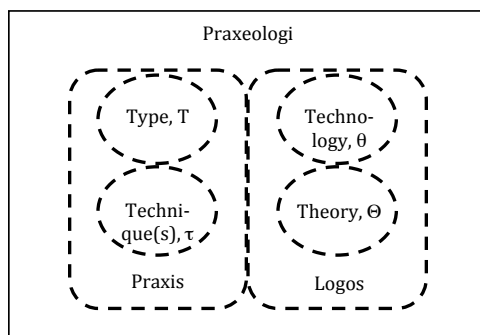 Praxeologi
Type, T
Techni-
que(s), τ
Praxis
Techno-
logy, θ
Theory, Θ
Logos